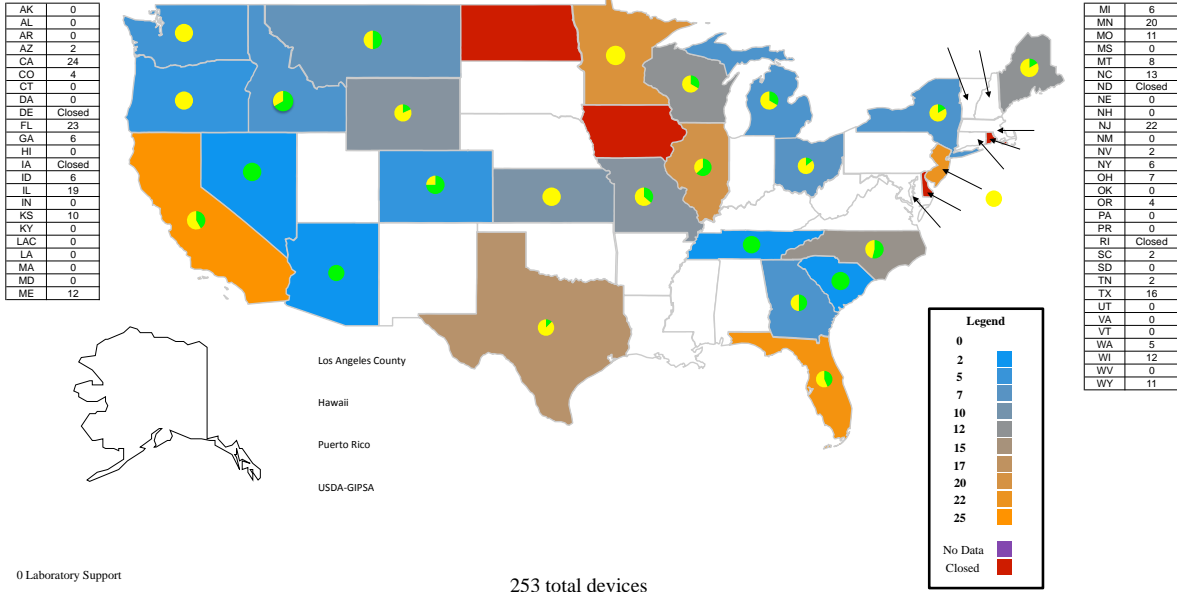 AK 0
AL 0
AR 0
AZ 2
CA 24
CO 4
CT 0
DA 0
DE Closed
FL 23
GA 6
HI 0
IA Closed
ID 6
IL 19
IN 0
KS 10
KY 0
LAC 0
LA 0
MA 0
MD 0
ME 12
MI 6
MN 20
MO 11
MS 0
MT 8
NC 13
ND Closed
NE 0
NH 0
NJ 22
NM 0
NV 2
NY 6
OH 7
OK 0
OR 4
PA 0
PR 0
RI Closed
SC 2
SD 0
TN 2
TX 16
UT 0
VA 0
VT 0
WA 5
WI 12
WV 0
WY 11
Los Angeles County
Hawaii
Puerto Rico
USDA-GIPSA
Legend
0
2
5
7
10
12
15
17
20
22
25
No Data
Closed
0 Laboratory Support
253 total devices